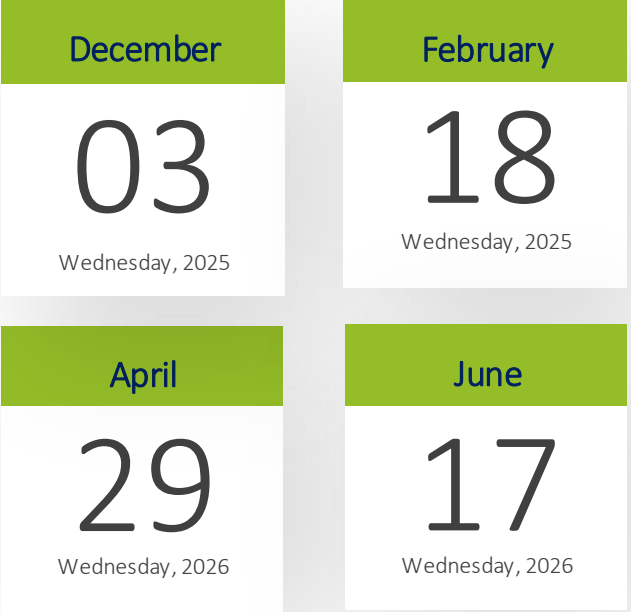 December
03
Wednesday, 2025
February
18
Wednesday, 2025
April
29
Wednesday, 2026
June
17
Wednesday, 2026